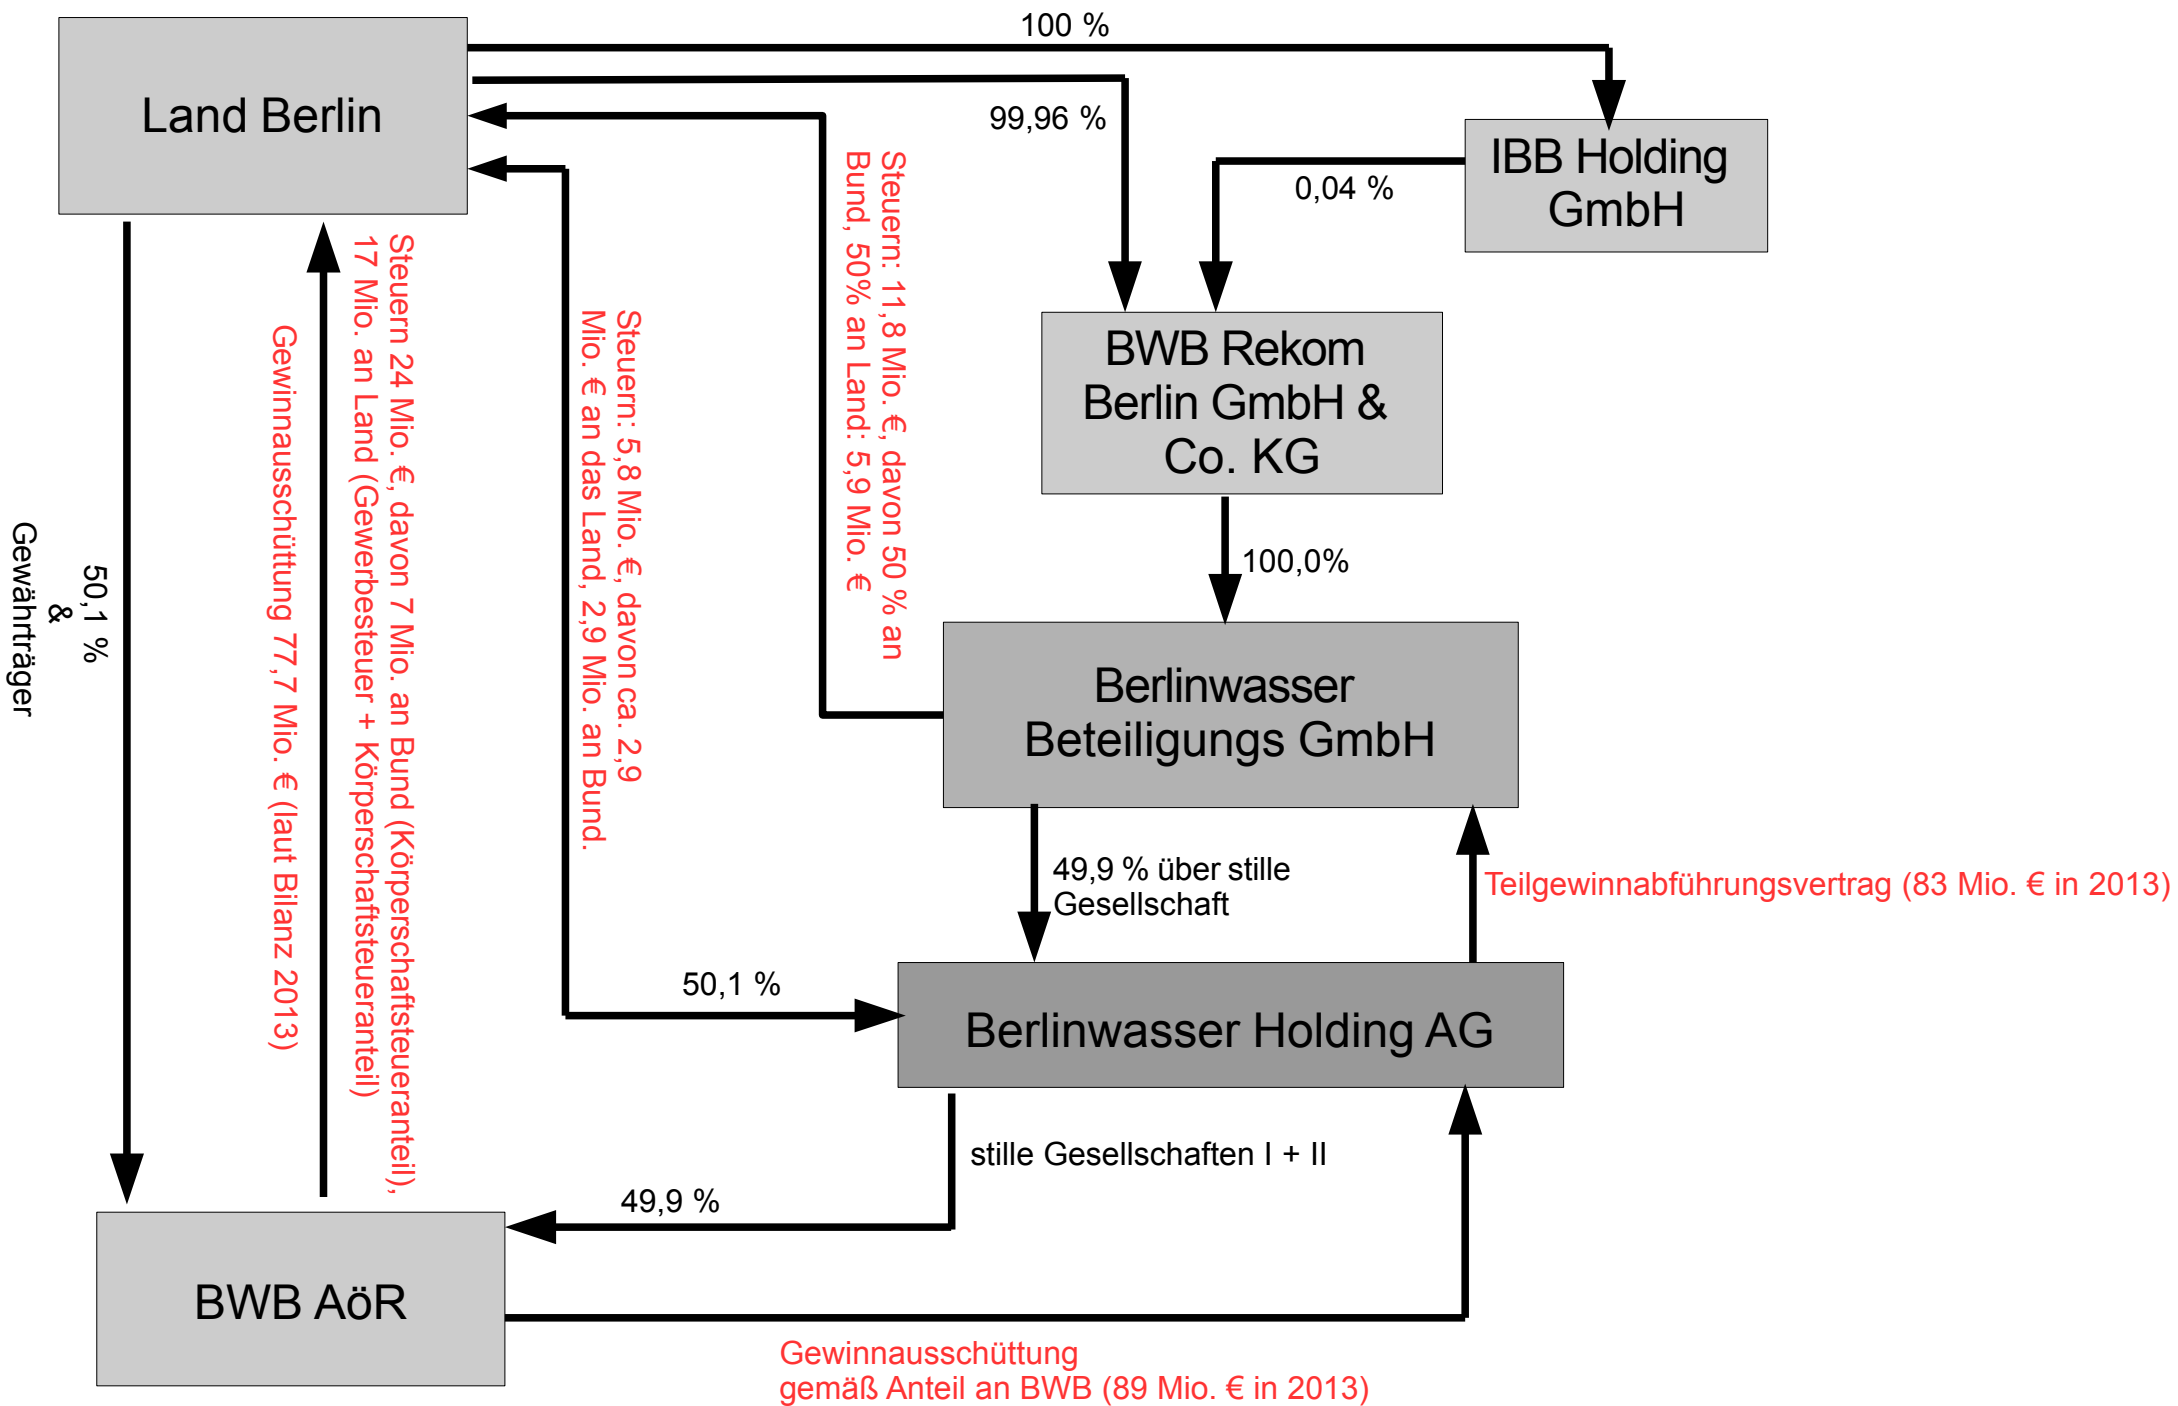 100 %
Land Berlin
99,96 %
IBB Holding
GmbH
0,04 %
Steuern: 11,8 Mio. €, davon 50 % an
Bund, 50% an Land: 5,9 Mio. €
Steuern 24 Mio. €, davon 7 Mio. an Bund (Körperschaftsteueranteil),
17 Mio. an Land (Gewerbesteuer + Körperschaftsteueranteil)
Gewinnausschüttung 77,7 Mio. € (laut Bilanz 2013)
Steuern: 5,8 Mio. €, davon ca. 2,9
Mio. € an das Land, 2,9 Mio. an Bund.
BWB Rekom
Berlin GmbH &
Co. KG
50,1 %
&
Gewährträger
100,0%
Berlinwasser
Beteiligungs GmbH
49,9 % über stille
Gesellschaft
Teilgewinnabführungsvertrag (83 Mio. € in 2013)
50,1 %
Berlinwasser Holding AG
stille Gesellschaften I + II
49,9 %
BWB AöR
Gewinnausschüttung
gemäß Anteil an BWB (89 Mio. € in 2013)